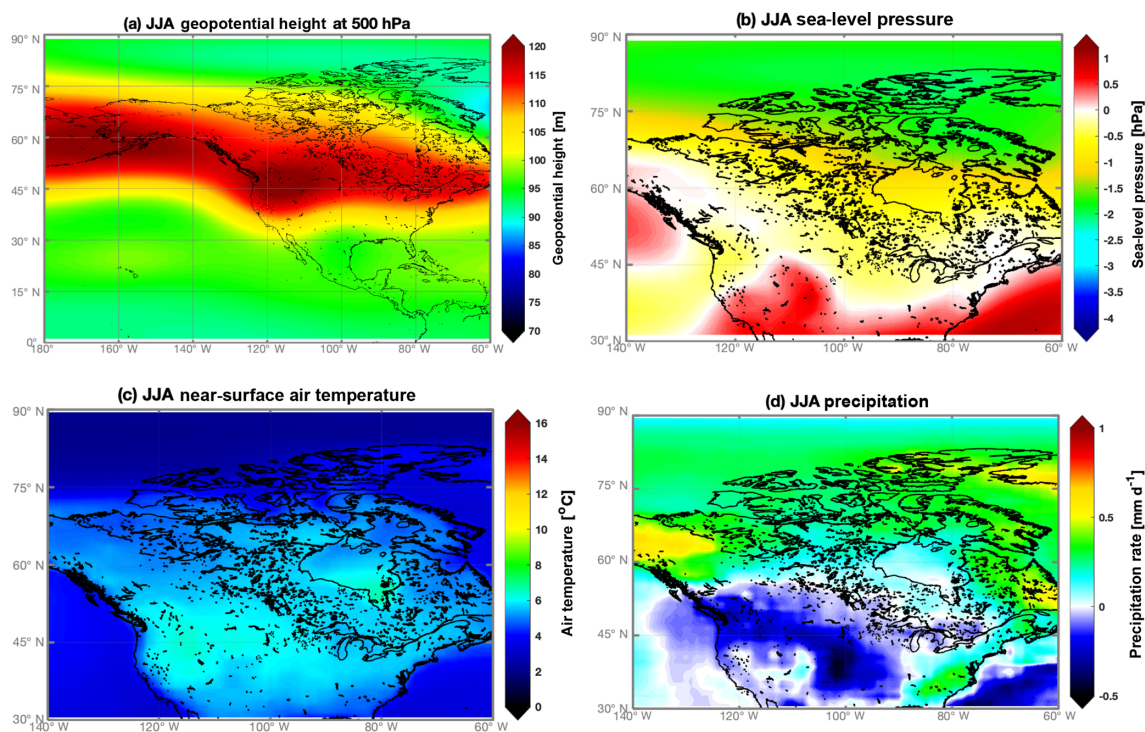 (a) JJA geopotential height at 500 hPa
90° N
75° N
60° N
45° N
30° N
15° N
0°
180° W
160° W
140° W
120° W
100° W
80° W
60° W
120
115
110
105
100
95
90
85
80
75
70
Geopotential height [m]
(b) JJA sea-level pressure
90° N
75° N
60° N
45° N
30° N
140° W
120° W
100° W
80° W
60° W
1
0.5
0
-0.5
-1
-1.5
-2
-2.5
-3
-3.5
-4
Sea-level pressure [hPa]
(c) JJA near-surface air temperature
90° N
75° N
60° N
45° N
30° N
140° W
120° W
100° W
80° W
60° W
16
14
12
10
8
6
4
2
0
Air temperature [°C]
(d) JJA precipitation
90° N
75° N
60° N
45° N
30° N
140° W
120° W
100° W
80° W
60° W
1
0.5
0
-0.5
Precipitation rate [mm d⁻¹]